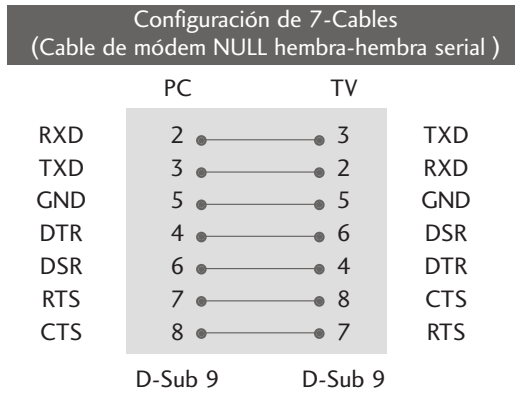 Configuración de 7-Cables
(Cable de módem NULL hembra-hembra serial )
PC TV
RXD 2 3 TXD
TXD 3 2 RXD
GND 5 5 GND
DTR 4 6 DSR
DSR 6 4 DTR
RTS 7 8 CTS
CTS 8 7 RTS
D-Sub 9 D-Sub 9